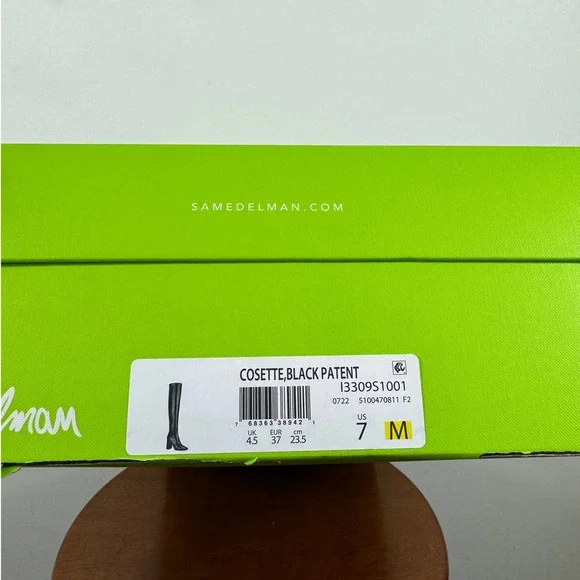 SAMEDELMAN.COM
COSETTE,BLACK PATENT
I3309S1001
0722 5100470811 F2
7 68363 38942 1
UK EUR cm
4.5 37 23.5
US
7 M